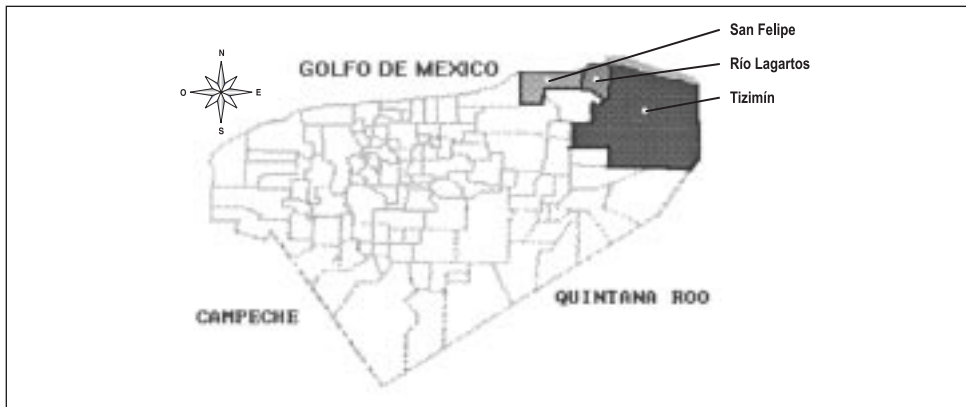 San Felipe
GOLFO DE MEXICO
Río Lagartos
Tizimín
N
O
E
S
QUINTANA ROO
CAMPECHE